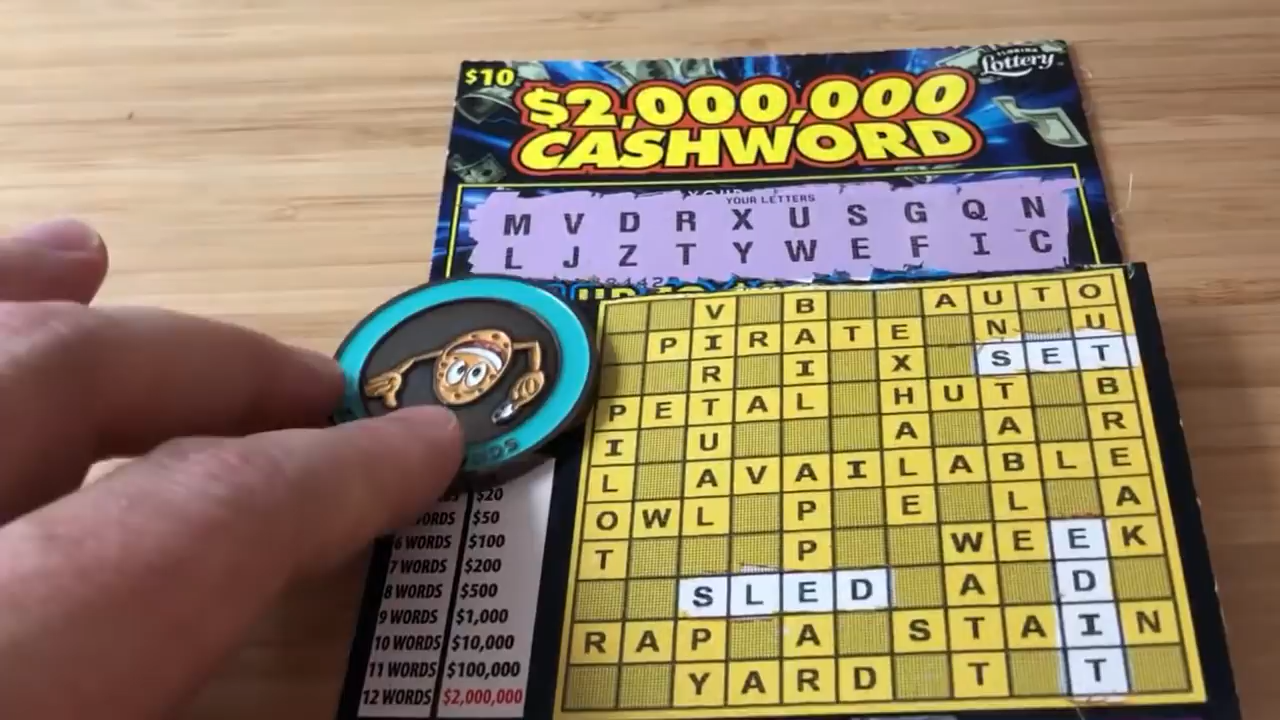 $10
FLORIDA
Lottery
$2,000,000
CASHWORD
YOUR LETTERS
M V D R X U S G Q N
L J Z T Y W E F I C
V B A U T O
I A N U
P I R A T E
R I X S E T
P E T A L H U T B
I U A A R
L A V A I L A B L E
O W L P E L A
T P W E E K
S L E D A D
R A P A S T A I N
Y A R D T T
$20
WORDS $50
6 WORDS $100
7 WORDS $200
8 WORDS $500
9 WORDS $1,000
10 WORDS $10,000
11 WORDS $100,000
12 WORDS $2,000,000